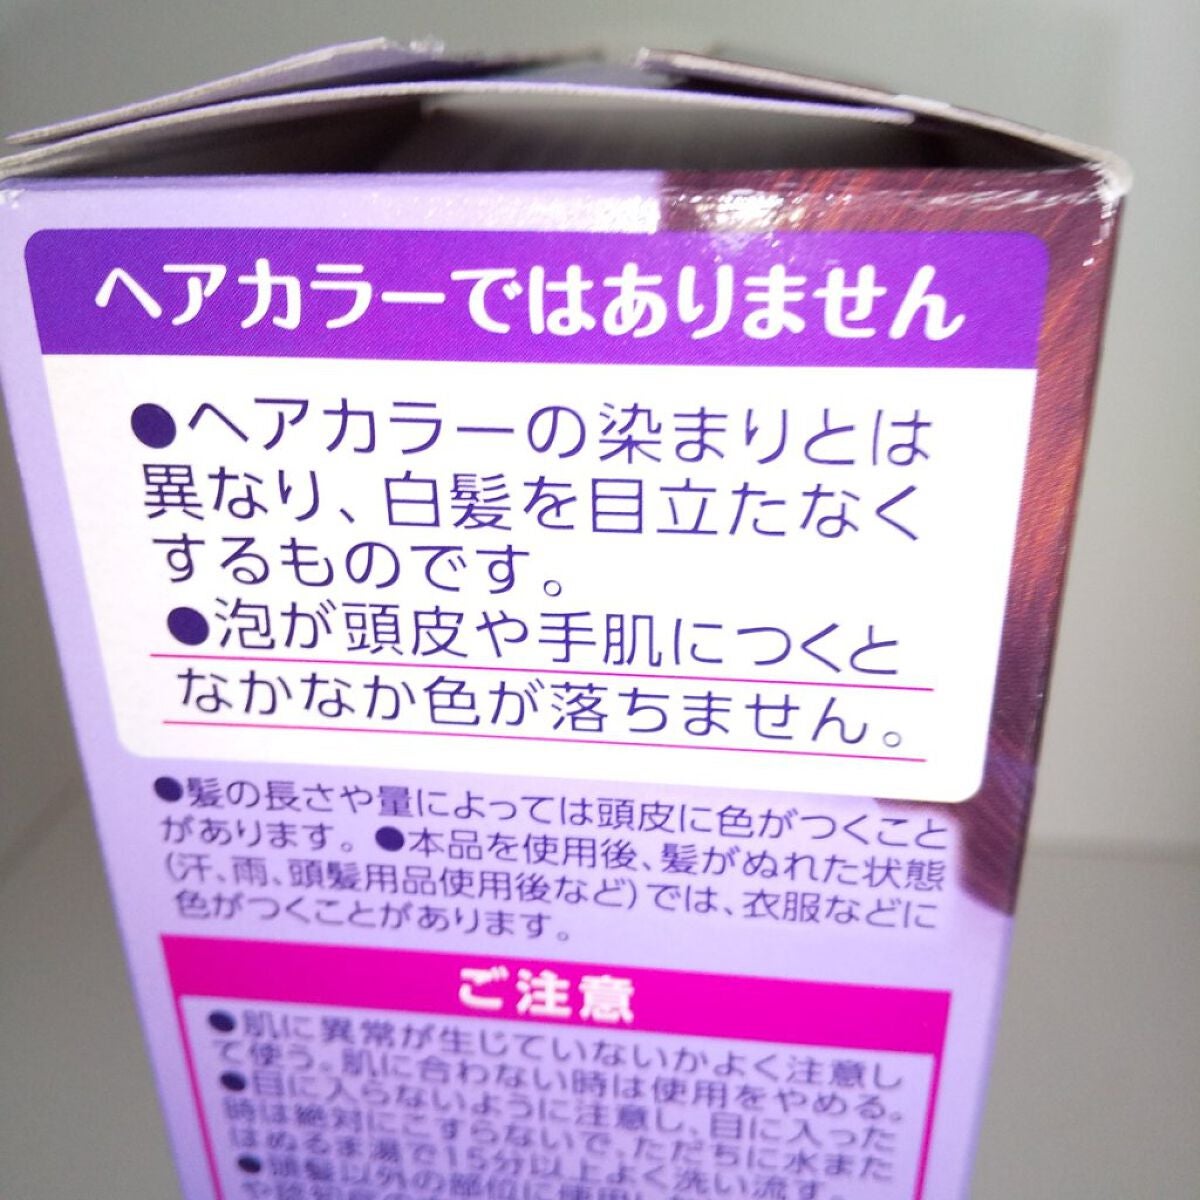 ヘアカラーではありません
●ヘアカラーの染まりとは
異なり、白髪を目立たなく
するものです。
●泡が頭皮や手肌につくと
なかなか色が落ちません。
●髪の長さや量によっては頭皮に色がつくこと
があります。●本品を使用後、髪がぬれた状態
(汗、雨、頭髪用品使用後など)では、衣服などに
色がつくことがあります。
ご注意
●肌に異常が生じていないかよく注意し
て使う。肌に合わない時は使用をやめる。
●目に入らないように注意し、目に入った
時は絶対にこすらないで、ただちに水また
はぬるま湯で15分以上よく洗い流す。
●頭髪以外の部位に使用し